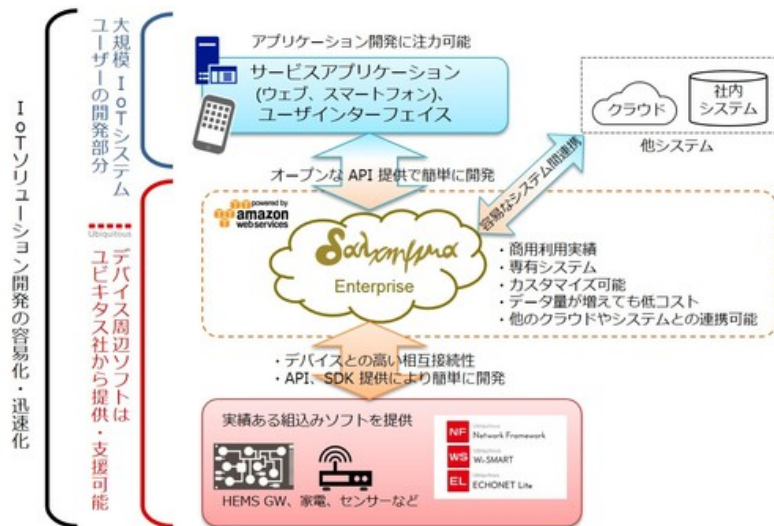 IoTソリューション開発の容易化・迅速化
大規模 IoTシステム
ユーザーの開発部分
Ubiquitous
デバイス周辺ソフトは
ユビキタス社から提供・支援可能
アプリケーション開発に注力可能
サービスアプリケーション
(ウェブ、スマートフォン)、
ユーザインターフェイス
クラウド
社内
システム
他システム
オープンな API 提供で簡単に開発
容易なシステム間連携
powered by
amazon
web services
Enterprise
・商用利用実績
・専有システム
・カスタマイズ可能
・データ量が増えても低コスト
・他のクラウドやシステムとの連携可能
・デバイスとの高い相互接続性
・API、SDK 提供により簡単に開発
実績ある組込みソフトを提供
HEMS GW、家電、センサーなど
NF
Ubiquitous
Network Framework
WS
Ubiquitous
Wi-SMART
EL
Ubiquitous
ECHONET Lite